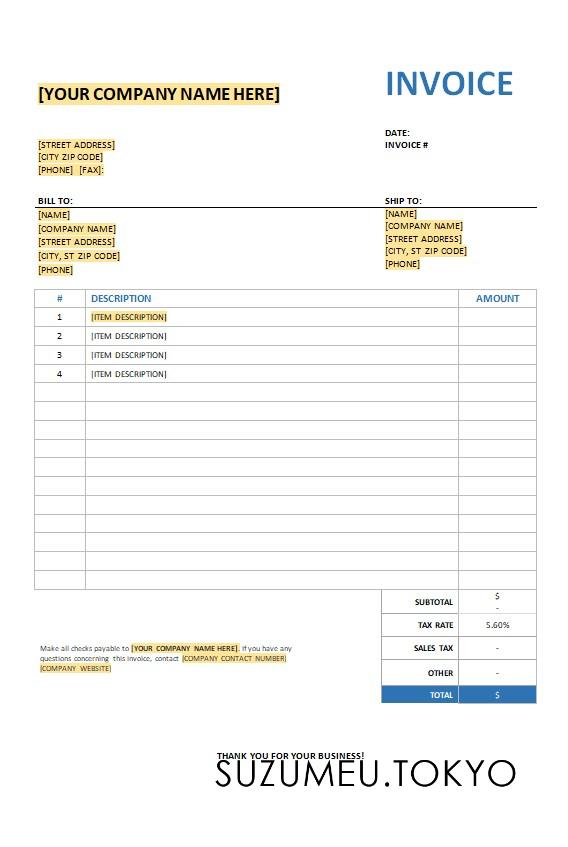 [YOUR COMPANY NAME HERE]
INVOICE
[STREET ADDRESS]
[CITY ZIP CODE]
[PHONE] [FAX]:
DATE:
INVOICE #
BILL TO:
[NAME]
[COMPANY NAME]
[STREET ADDRESS]
[CITY, ST ZIP CODE]
[PHONE]
SHIP TO:
[NAME]
[COMPANY NAME]
[STREET ADDRESS]
[CITY, ST ZIP CODE]
[PHONE]
# DESCRIPTION AMOUNT
1 [ITEM DESCRIPTION]
2 [ITEM DESCRIPTION]
3 [ITEM DESCRIPTION]
4 [ITEM DESCRIPTION]
SUBTOTAL $ -
TAX RATE 5.60%
SALES TAX -
OTHER -
TOTAL $
Make all checks payable to [YOUR COMPANY NAME HERE]. If you have any
questions concerning this invoice, contact [COMPANY CONTACT NUMBER]
[COMPANY WEBSITE]
THANK YOU FOR YOUR BUSINESS!
SUZUMEU.TOKYO